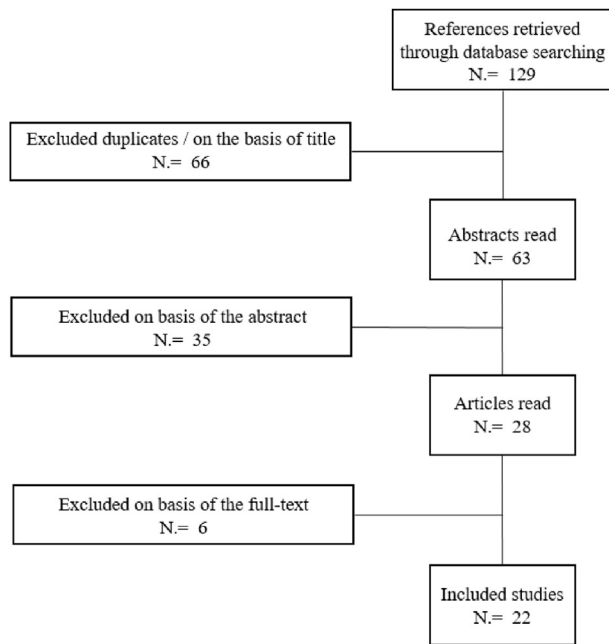 References retrieved
through database searching
N.= 129
Excluded duplicates / on the basis of title
N.= 66
Abstracts read
N.= 63
Excluded on basis of the abstract
N.= 35
Articles read
N.= 28
Excluded on basis of the full-text
N.= 6
Included studies
N.= 22